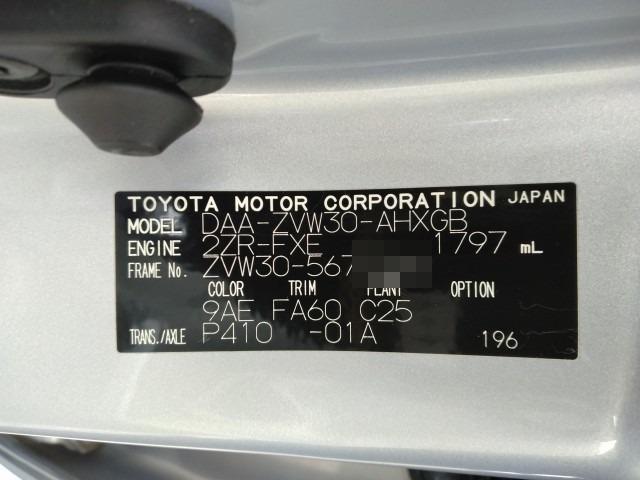 TOYOTA MOTOR CORPORATION JAPAN
MODEL DAA-ZVW30-AHXGB
ENGINE 2ZR-FXE 1797 mL
FRAME No. ZVW30-567
COLOR TRIM PLANT OPTION
9AE FA60 C25
TRANS./AXLE P410 -01A 196